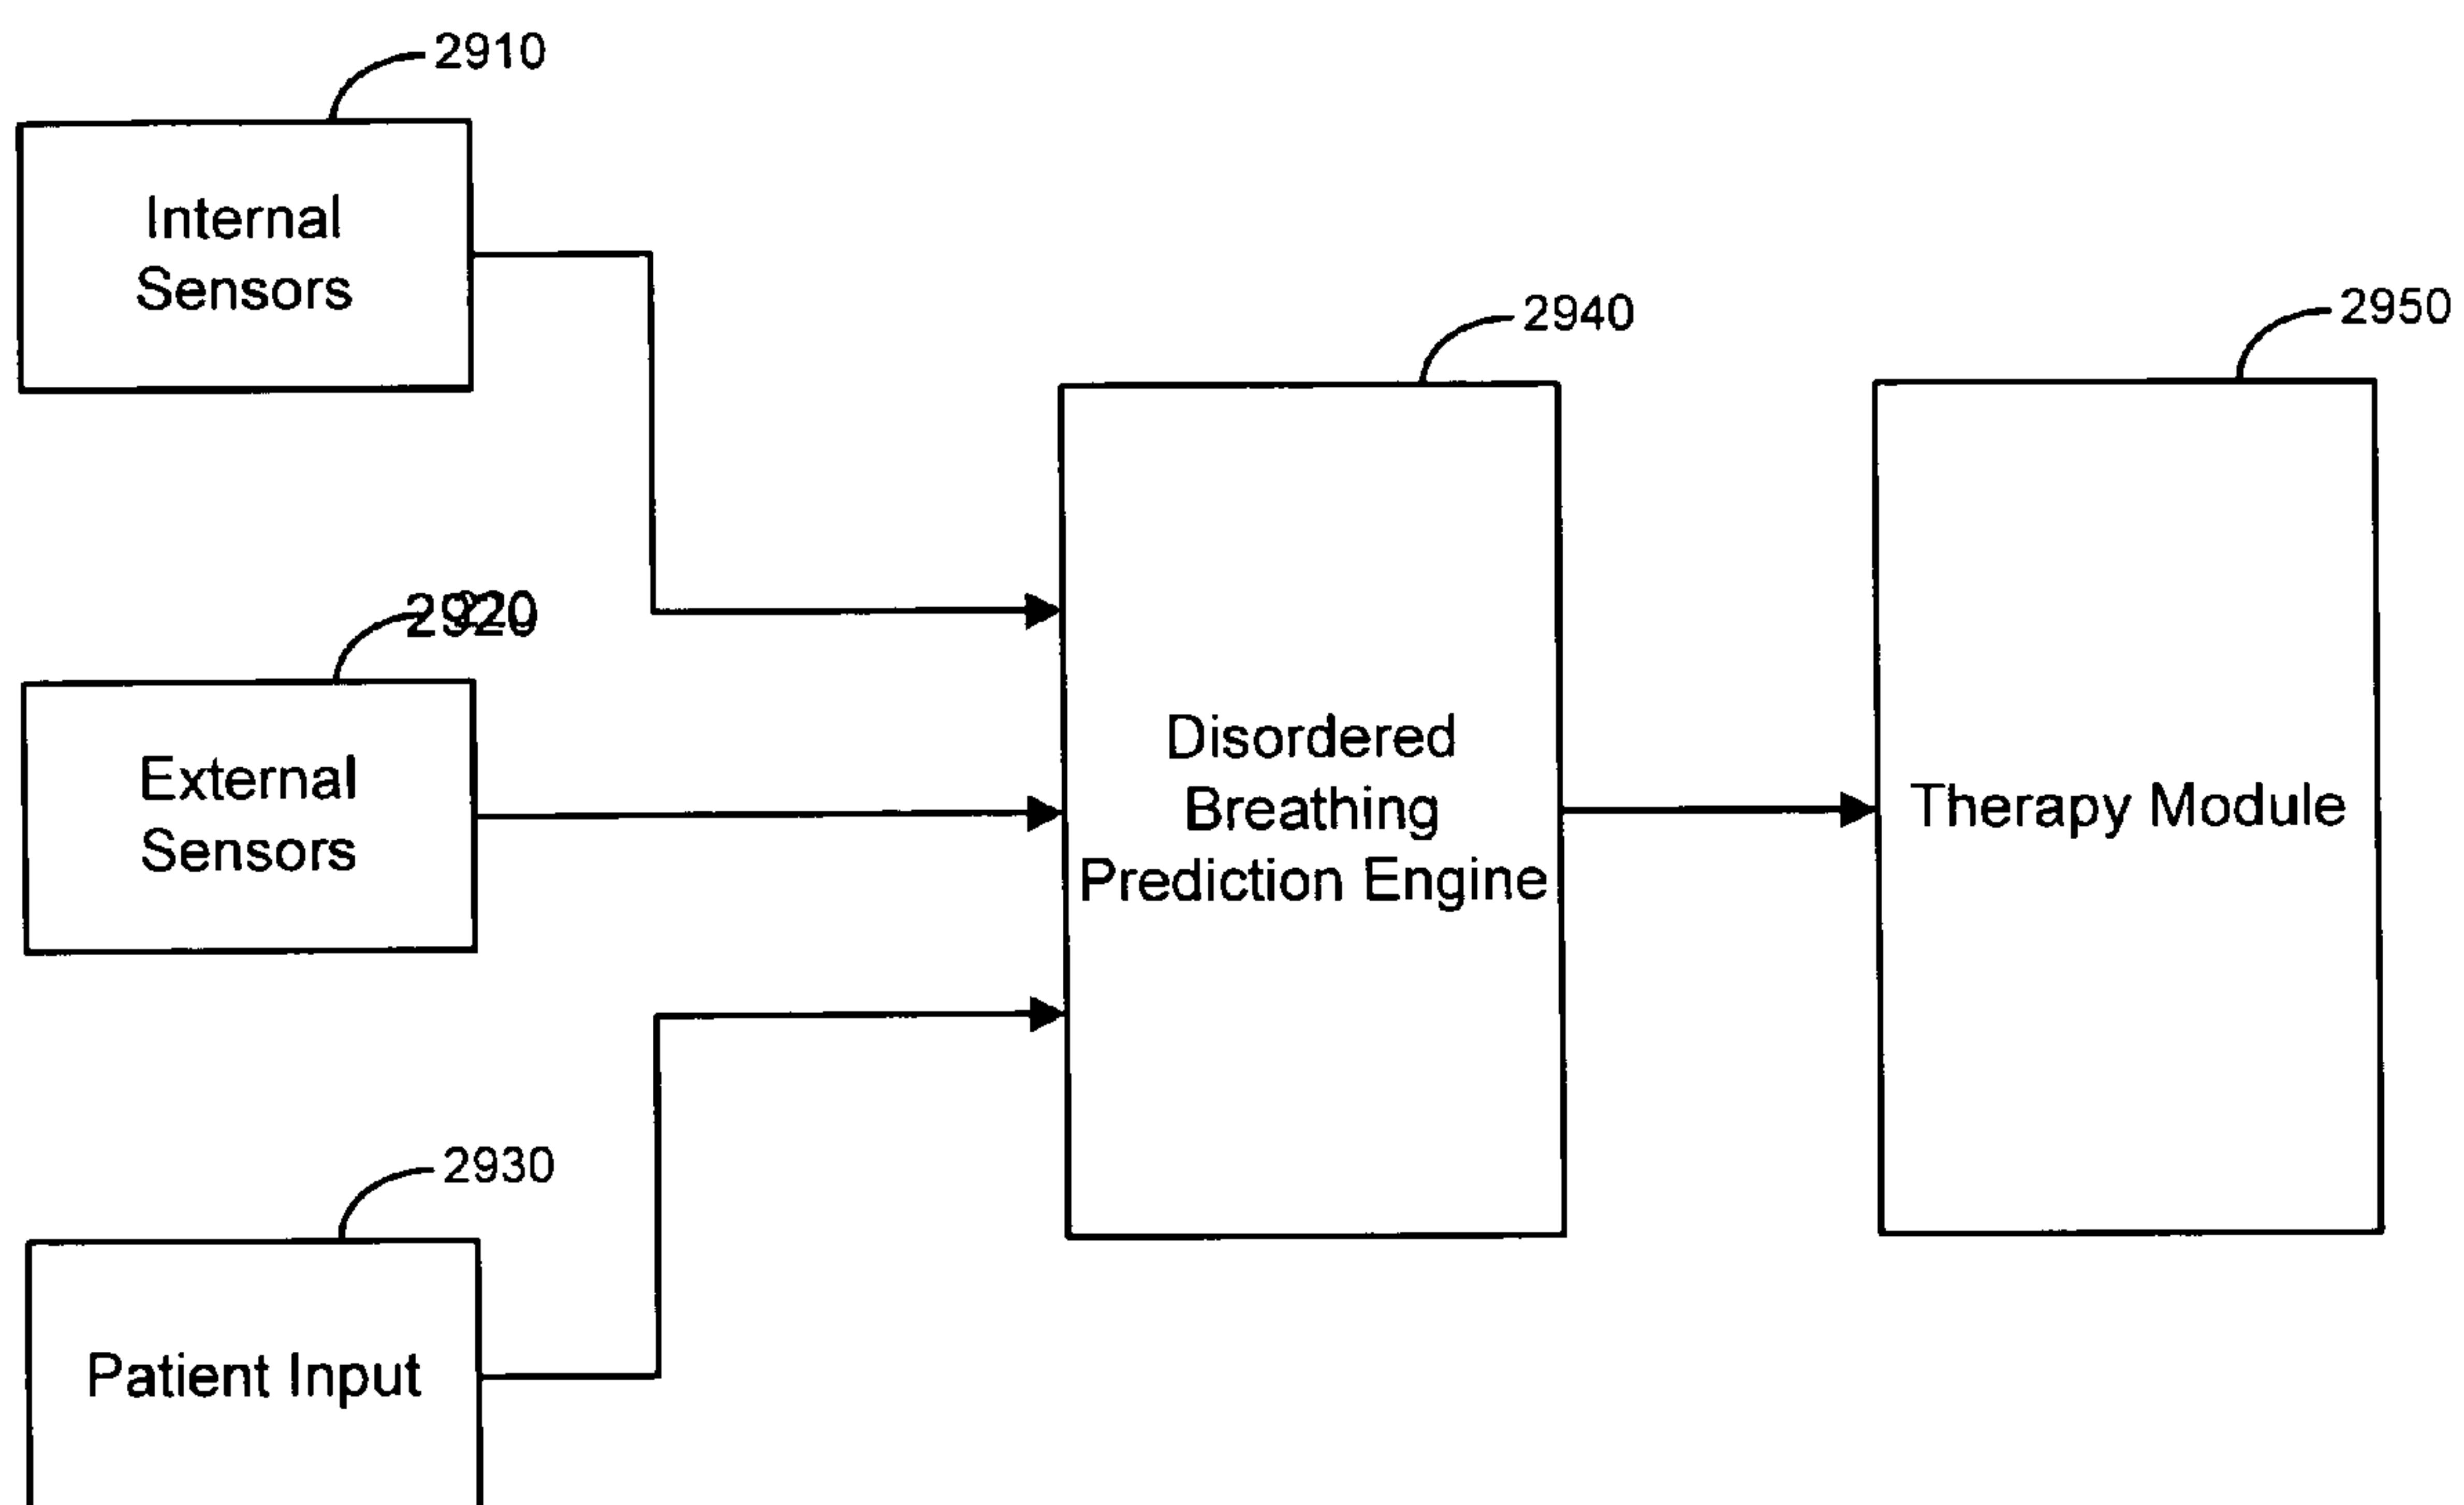 2910
Internal
Sensors
2920
External
Sensors
2930
Patient Input
2940
Disordered
Breathing
Prediction Engine
2950
Therapy Module